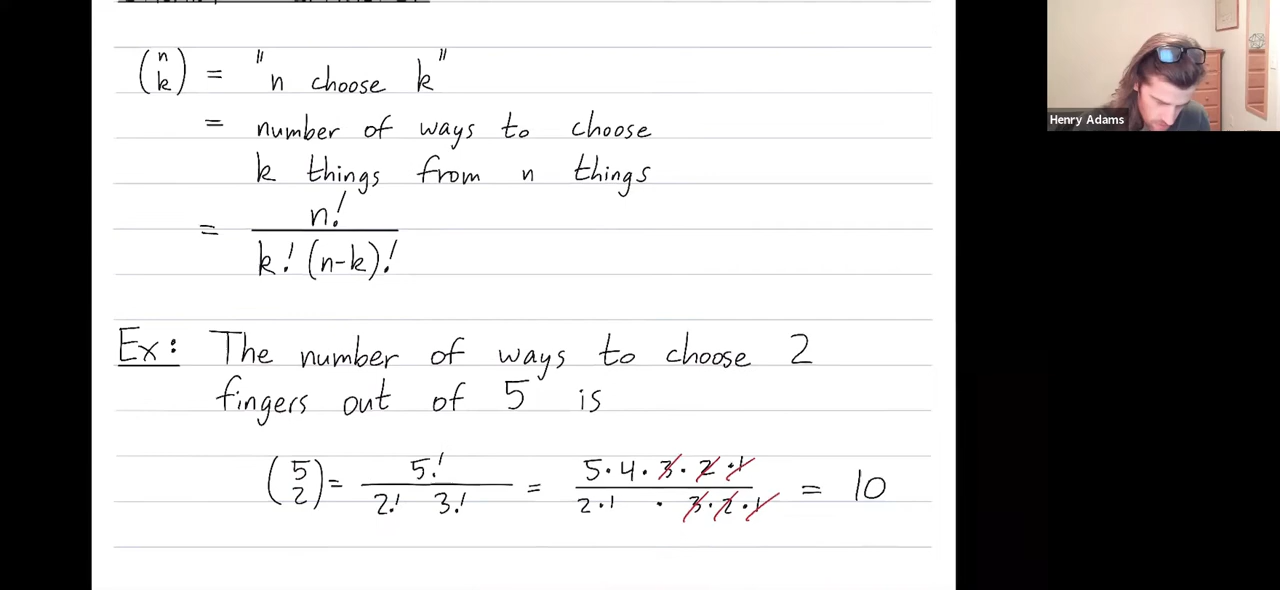 (n k) = "n choose k"
= number of ways to choose
k things from n things
= n! / k! (n-k)!
Ex: The number of ways to choose 2
fingers out of 5 is
(5 2) = 5! / 2! 3! = 5·4·3·2·1 / 2·1 · 3·2·1 = 10
Henry Adams